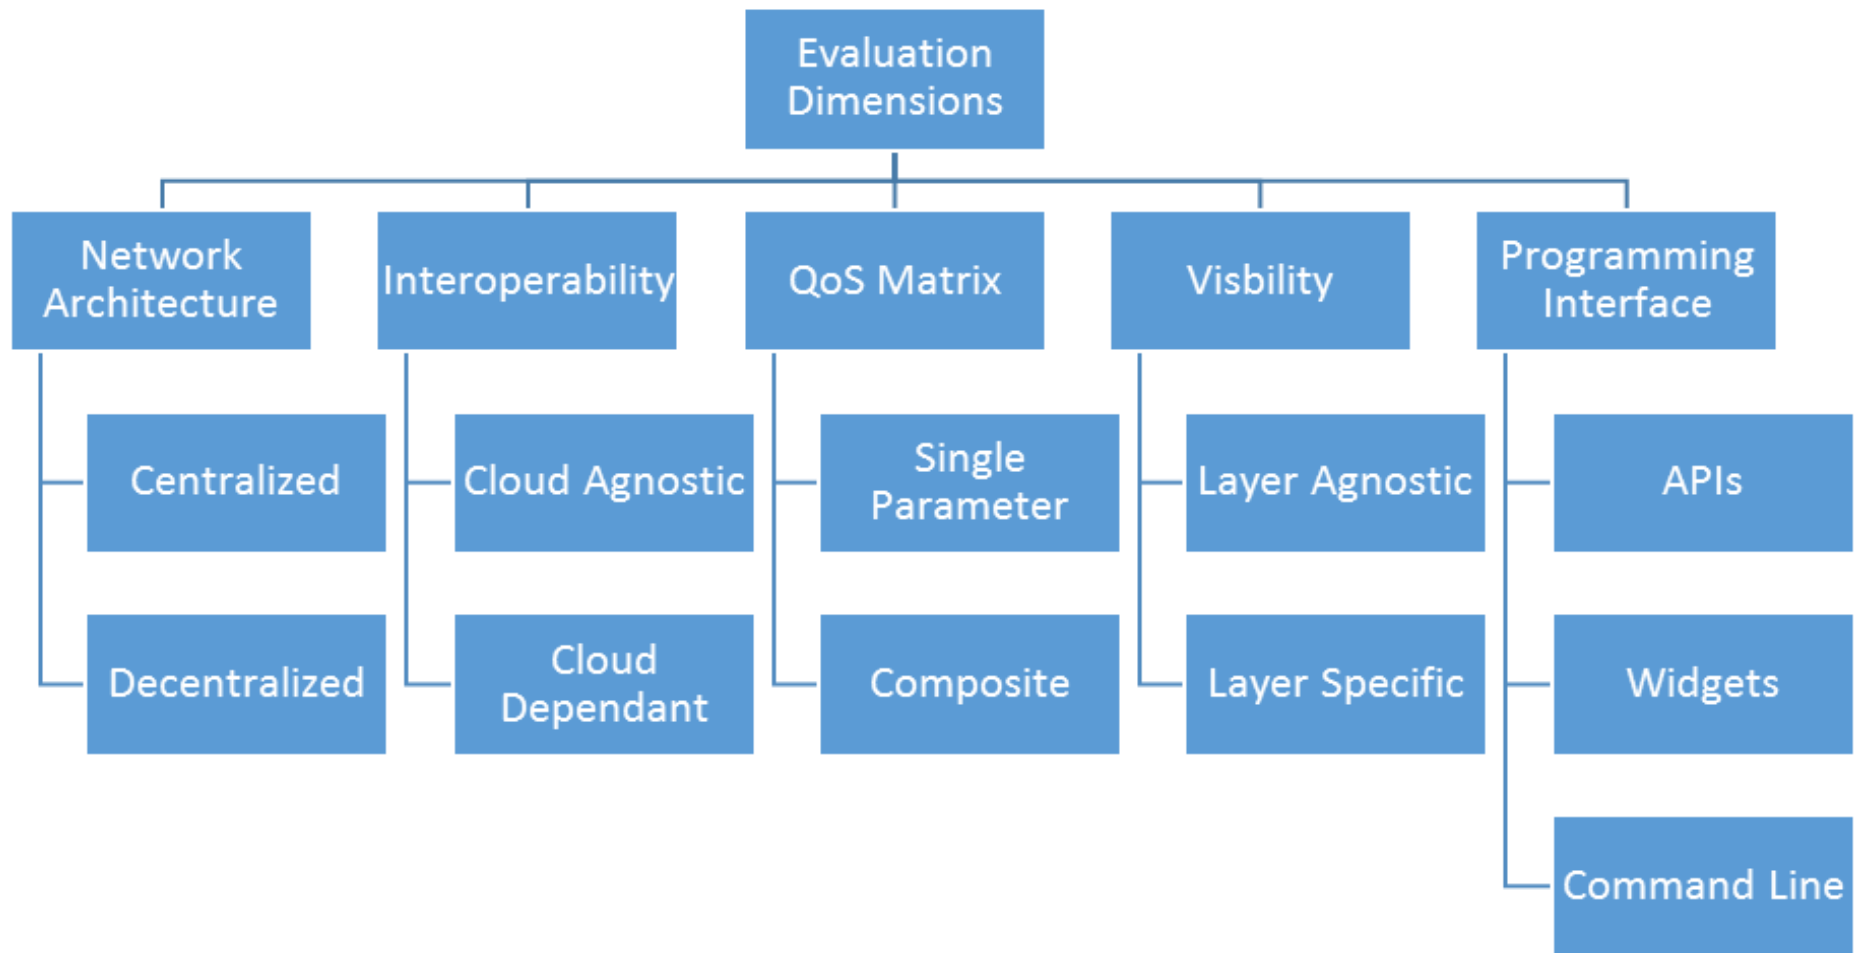 Evaluation
Dimensions
Network
Architecture
Interoperability
QoS Matrix
Visbility
Programming
Interface
Centralized
Cloud Agnostic
Single
Parameter
Layer Agnostic
APIs
Decentralized
Cloud
Dependant
Composite
Layer Specific
Widgets
Command Line